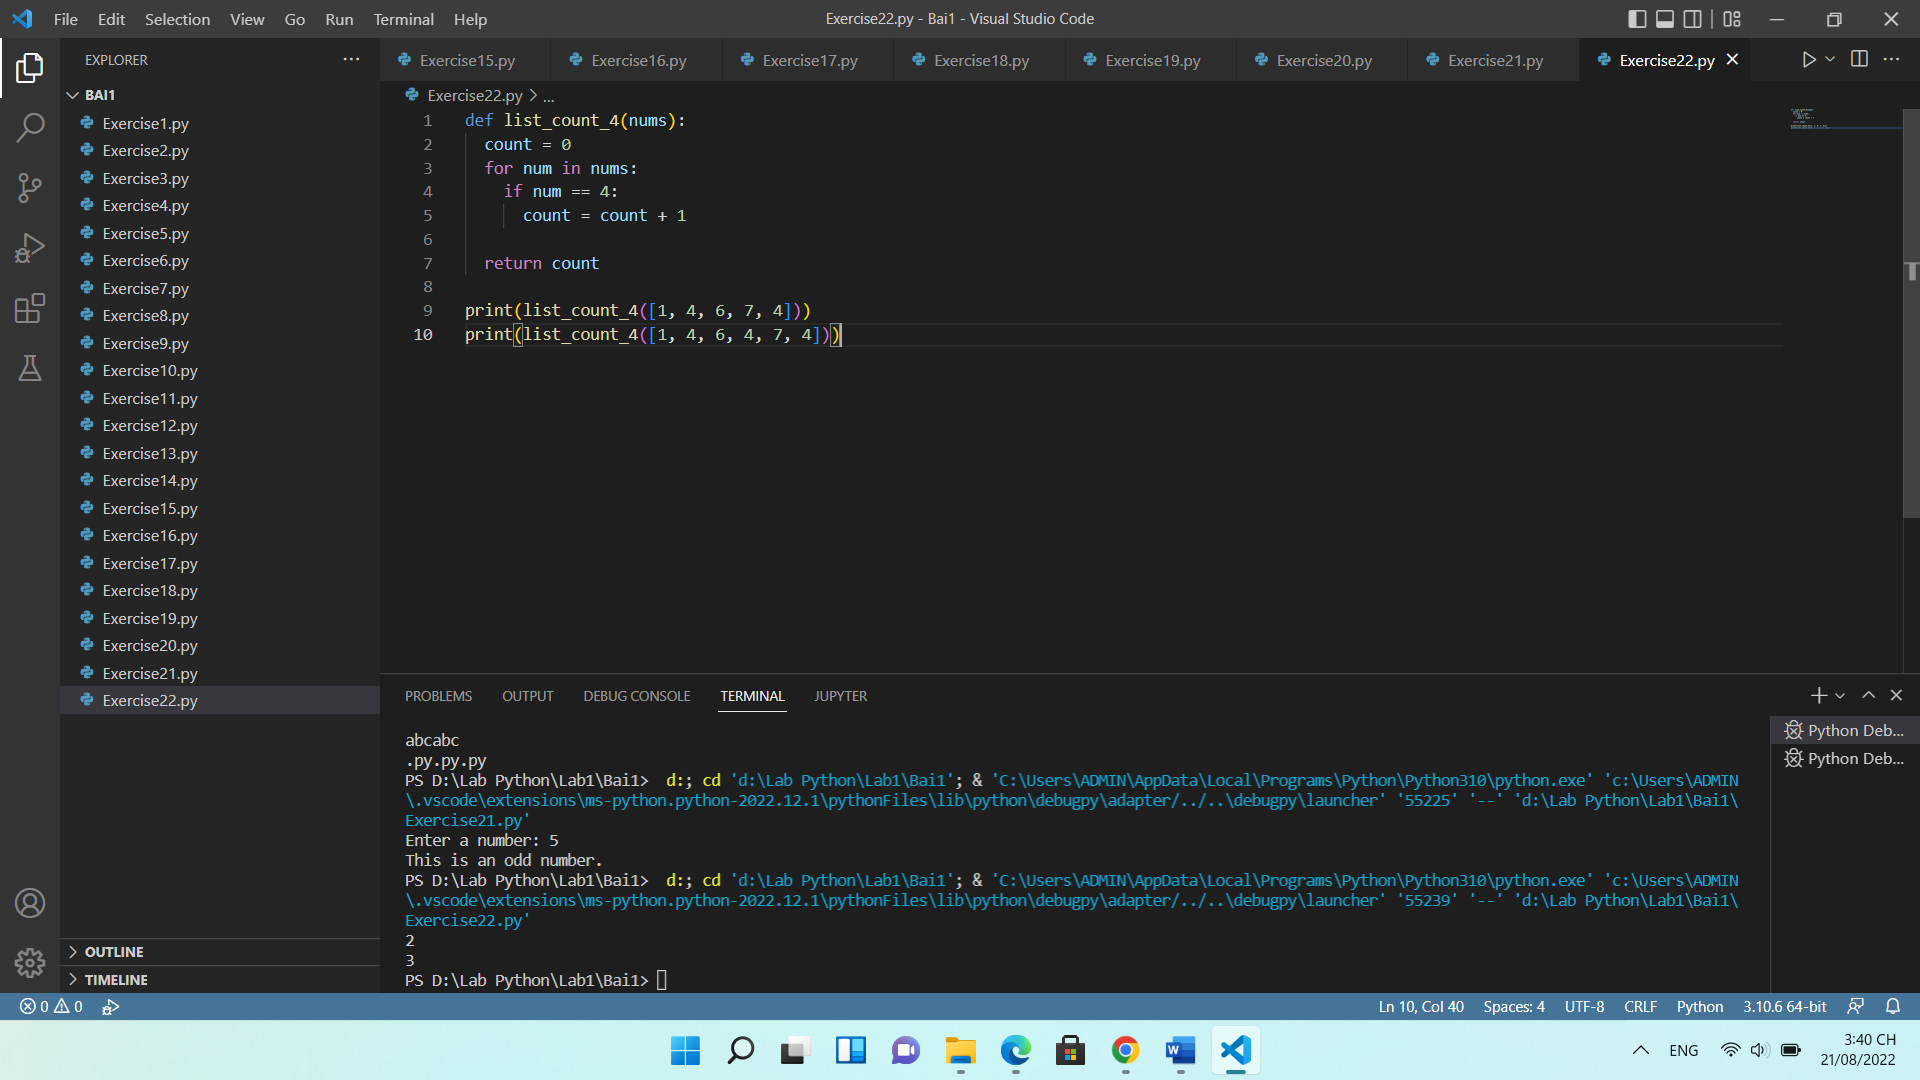 File Edit Selection View Go Run Terminal Help
Exercise22.py - Bai1 - Visual Studio Code
EXPLORER
BAI1
Exercise1.py
Exercise2.py
Exercise3.py
Exercise4.py
Exercise5.py
Exercise6.py
Exercise7.py
Exercise8.py
Exercise9.py
Exercise10.py
Exercise11.py
Exercise12.py
Exercise13.py
Exercise14.py
Exercise15.py
Exercise16.py
Exercise17.py
Exercise18.py
Exercise19.py
Exercise20.py
Exercise21.py
Exercise22.py
OUTLINE
TIMELINE
Exercise15.py Exercise16.py Exercise17.py Exercise18.py Exercise19.py Exercise20.py Exercise21.py Exercise22.py
Exercise22.py > ...
1 def list_count_4(nums):
2   count = 0
3   for num in nums:
4     if num == 4:
5       count = count + 1
6
7   return count
8
9 print(list_count_4([1, 4, 6, 7, 4]))
10 print(list_count_4([1, 4, 6, 4, 7, 4]))
PROBLEMS OUTPUT DEBUG CONSOLE TERMINAL JUPYTER
abcabc
.py.py.py
PS D:\Lab Python\Lab1\Bai1>  d:; cd 'd:\Lab Python\Lab1\Bai1'; & 'C:\Users\ADMIN\AppData\Local\Programs\Python\Python310\python.exe' 'c:\Users\ADMIN
\.vscode\extensions\ms-python.python-2022.12.1\pythonFiles\lib\python\debugpy\adapter/../..\debugpy\launcher' '55225' '--' 'd:\Lab Python\Lab1\Bai1\
Exercise21.py'
Enter a number: 5
This is an odd number.
PS D:\Lab Python\Lab1\Bai1>  d:; cd 'd:\Lab Python\Lab1\Bai1'; & 'C:\Users\ADMIN\AppData\Local\Programs\Python\Python310\python.exe' 'c:\Users\ADMIN
\.vscode\extensions\ms-python.python-2022.12.1\pythonFiles\lib\python\debugpy\adapter/../..\debugpy\launcher' '55239' '--' 'd:\Lab Python\Lab1\Bai1\
Exercise22.py'
2
3
PS D:\Lab Python\Lab1\Bai1>
Python Deb...
Python Deb...
0 0
Ln 10, Col 40 Spaces: 4 UTF-8 CRLF Python 3.10.6 64-bit
ENG
3:40 CH
21/08/2022